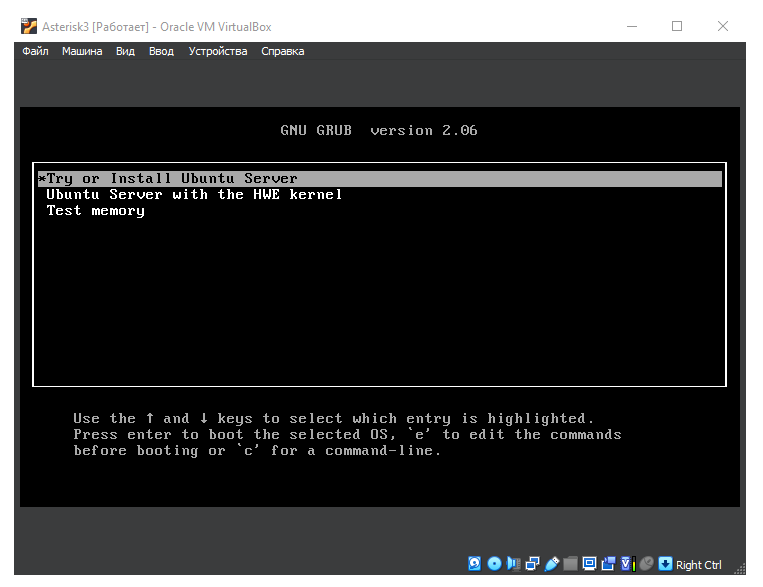 Asterisk3 [Работает] - Oracle VM VirtualBox
Файл Машина Вид Ввод Устройства Справка
GNU GRUB version 2.06
*Try or Install Ubuntu Server
Ubuntu Server with the HWE kernel
Test memory
Use the ↑ and ↓ keys to select which entry is highlighted.
Press enter to boot the selected OS, `e' to edit the commands
before booting or `c' for a command-line.
Right Ctrl